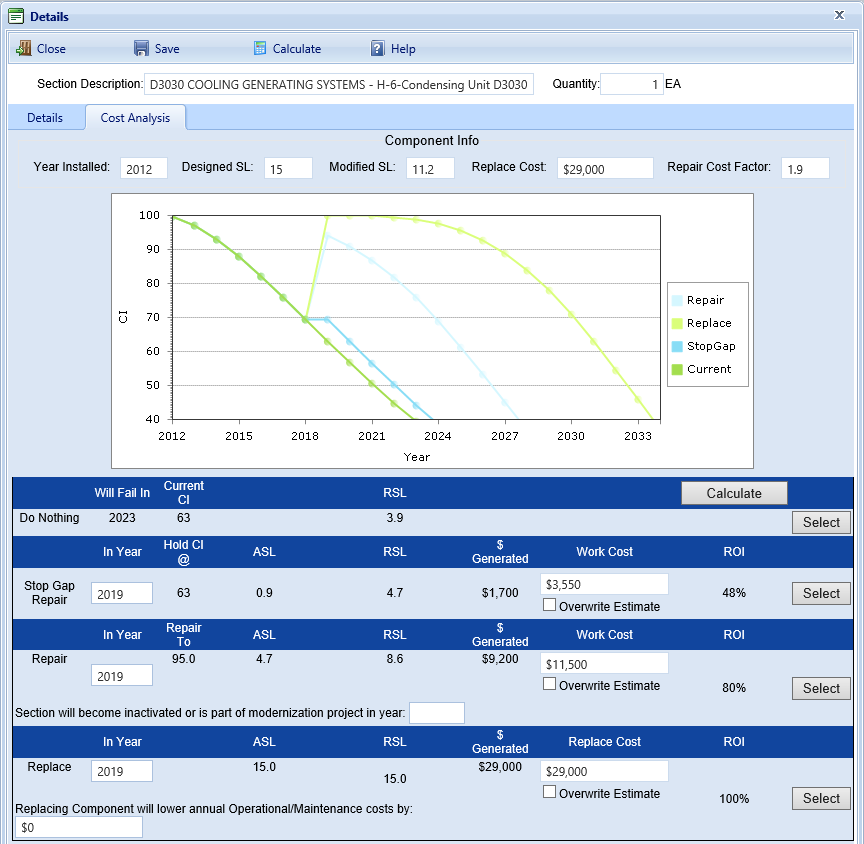 Details
X
Close Save Calculate Help
Section Description: D3030 COOLING GENERATING SYSTEMS - H-6-Condensing Unit D3030 Quantity: 1 EA
Details Cost Analysis
Component Info
Year Installed: 2012 Designed SL: 15 Modified SL: 11.2 Replace Cost: $29,000 Repair Cost Factor: 1.9
100
90
80
70
60
50
40
CI
2012 2015 2018 2021 2024 2027 2030 2033
Year
Repair
Replace
StopGap
Current
Will Fail In Current CI RSL Calculate
Do Nothing 2023 63 3.9 Select
In Year Hold CI @ ASL RSL $ Generated Work Cost ROI
Stop Gap Repair 2019 63 0.9 4.7 $1,700 $3,550 48% Select
Overwrite Estimate
In Year Repair To ASL RSL $ Generated Work Cost ROI
Repair 2019 95.0 4.7 8.6 $9,200 $11,500 80% Select
Overwrite Estimate
Section will become inactivated or is part of modernization project in year:
In Year ASL RSL $ Generated Replace Cost ROI
Replace 2019 15.0 15.0 $29,000 $29,000 100% Select
Overwrite Estimate
Replacing Component will lower annual Operational/Maintenance costs by:
$0